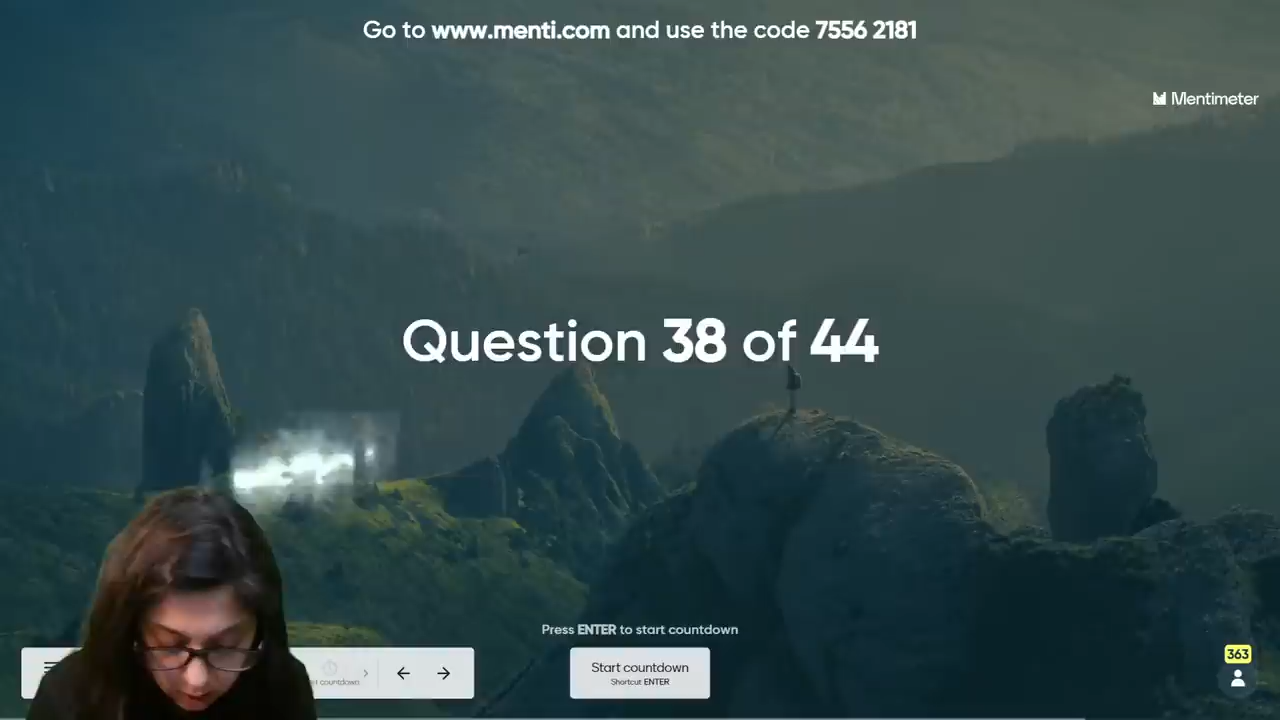 Go to www.menti.com and use the code 7556 2181
Mentimeter
Question 38 of 44
Press ENTER to start countdown
Start countdown
Shortcut ENTER
countdown
363